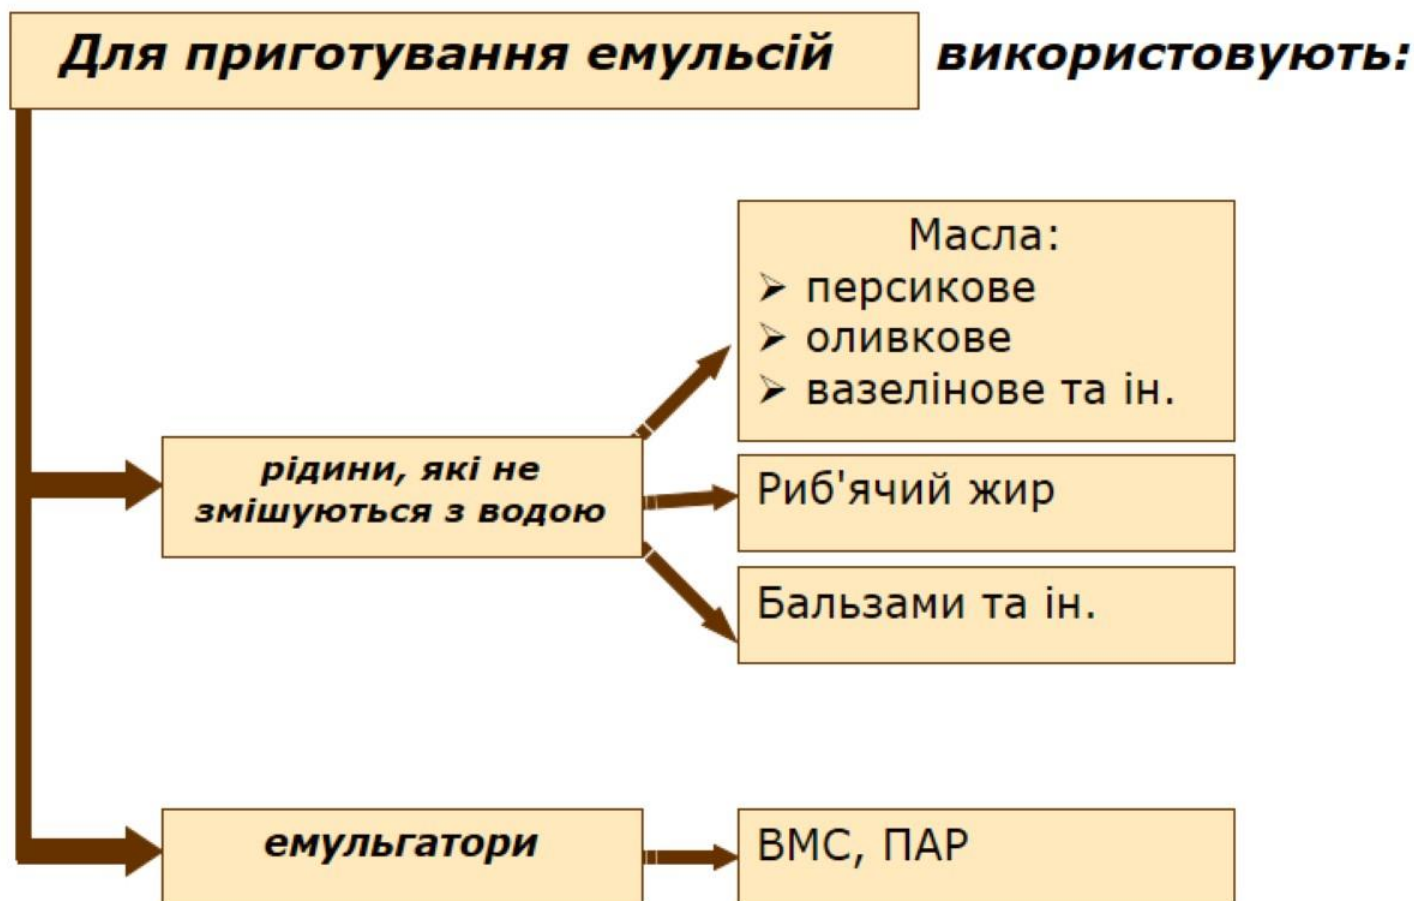 Для приготування емульсій використовують:
Масла:
➢ персикове
➢ оливкове
➢ вазелінове та ін.
рідини, які не
змішуються з водою
Риб'ячий жир
Бальзами та ін.
емульгатори
ВМС, ПАР